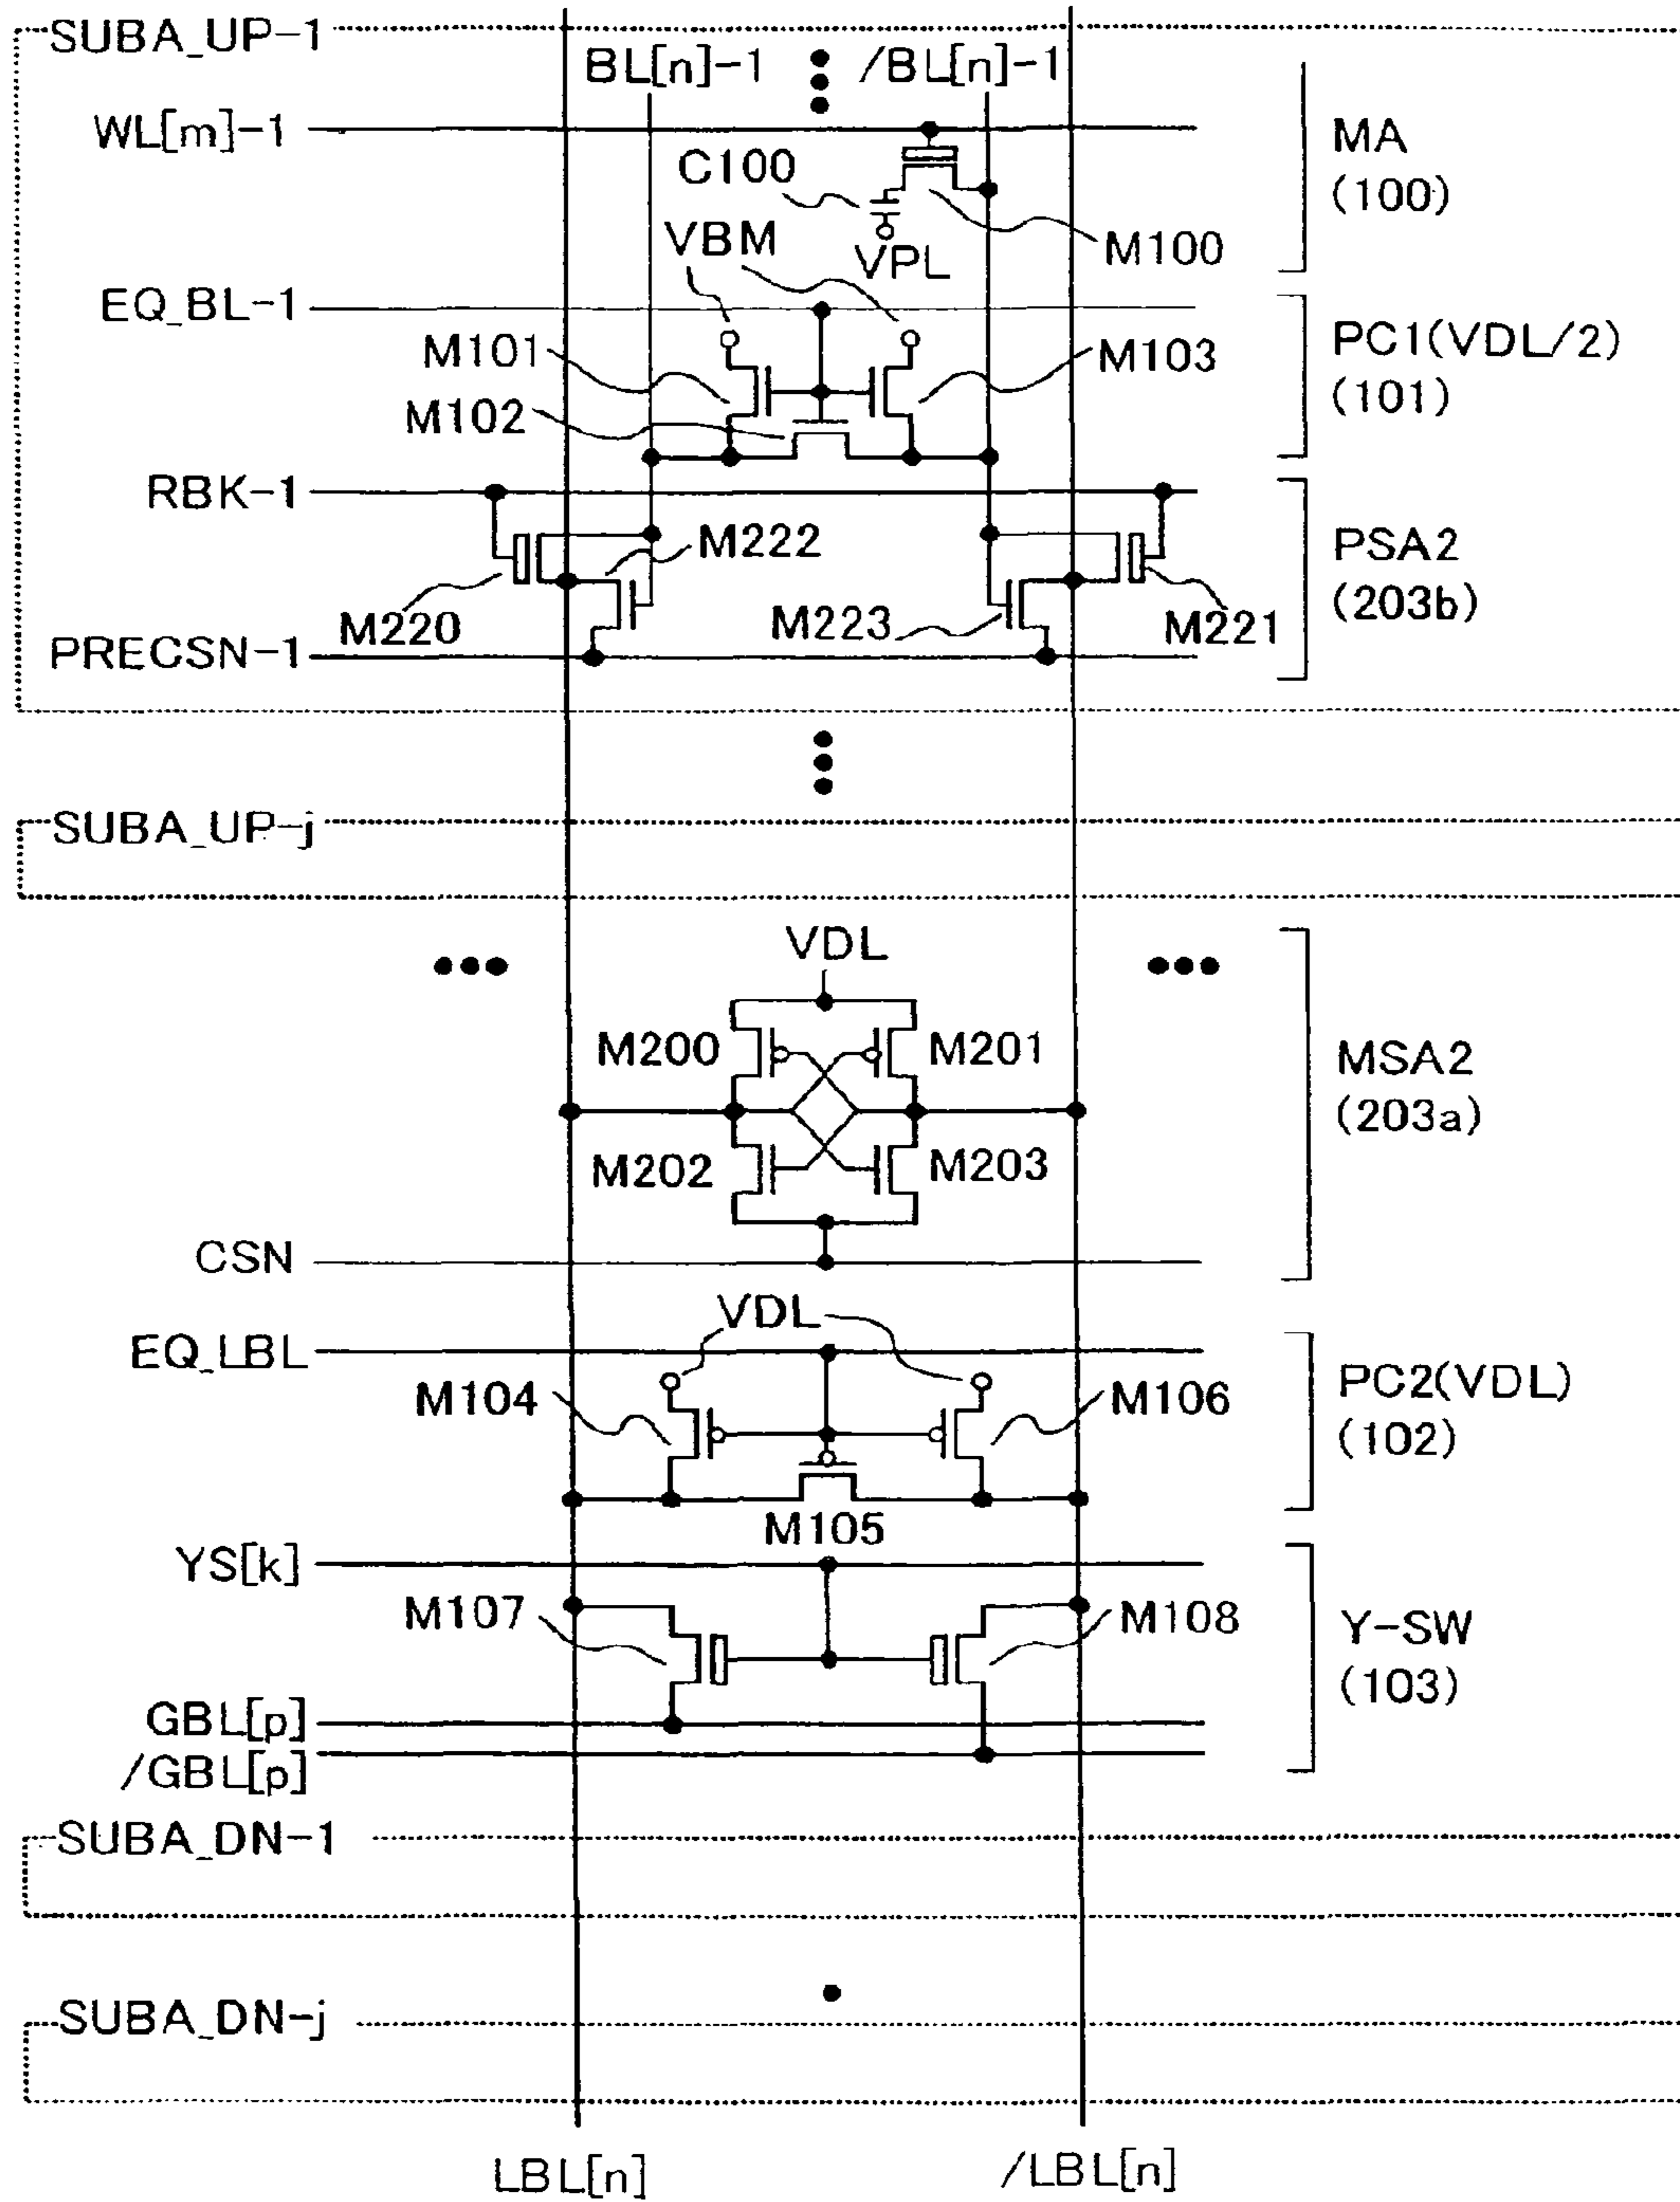 SUBA_UP-1
BL[n]-1
/BL[n]-1
WL[m]-1
C100
MA
(100)
VBM
VPL
M100
EQ_BL-1
M101
M103
PC1(VDL/2)
(101)
M102
RBK-1
M222
PSA2
(203b)
M220
M223
M221
PRECSN-1
SUBA_UP-j
VDL
M200
M201
MSA2
(203a)
M202
M203
CSN
VDL
EQ_LBL
M104
M106
PC2(VDL)
(102)
M105
YS[k]
M107
M108
Y-SW
(103)
GBL[p]
/GBL[p]
SUBA_DN-1
SUBA_DN-j
LBL[n]
/LBL[n]